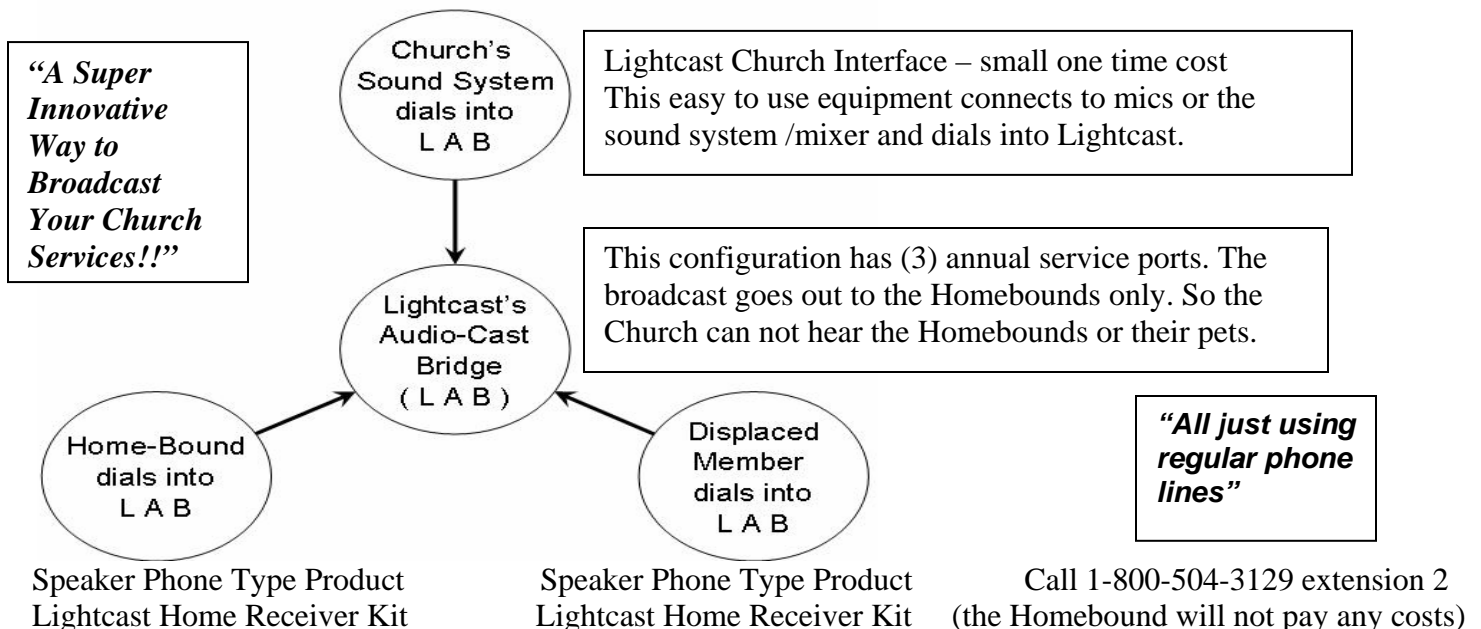 “A Super
Innovative
Way to
Broadcast
Your Church
Services!!”
Church's
Sound System
dials into
L A B
Lightcast Church Interface – small one time cost
This easy to use equipment connects to mics or the
sound system /mixer and dials into Lightcast.
This configuration has (3) annual service ports. The
broadcast goes out to the Homebounds only. So the
Church can not hear the Homebounds or their pets.
Lightcast's
Audio-Cast
Bridge
( L A B )
Home-Bound
dials into
L A B
Displaced
Member
dials into
L A B
“All just using
regular phone
lines”
Speaker Phone Type Product
Lightcast Home Receiver Kit
Speaker Phone Type Product
Lightcast Home Receiver Kit
Call 1-800-504-3129 extension 2
(the Homebound will not pay any costs)